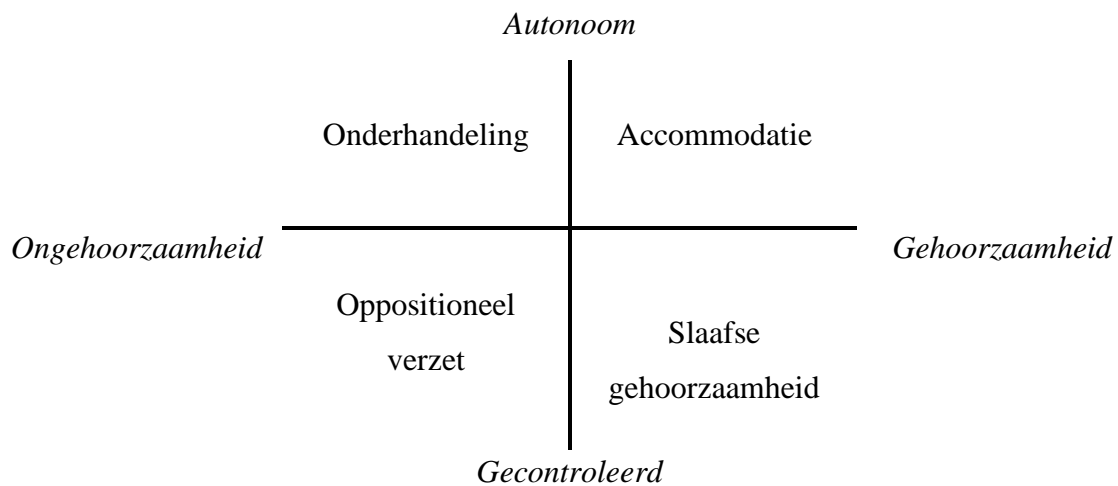 Autonoom
Onderhandeling
Accommodatie
Ongehoorzaamheid
Gehoorzaamheid
Oppositioneel
verzet
Slaafse
gehoorzaamheid
Gecontroleerd